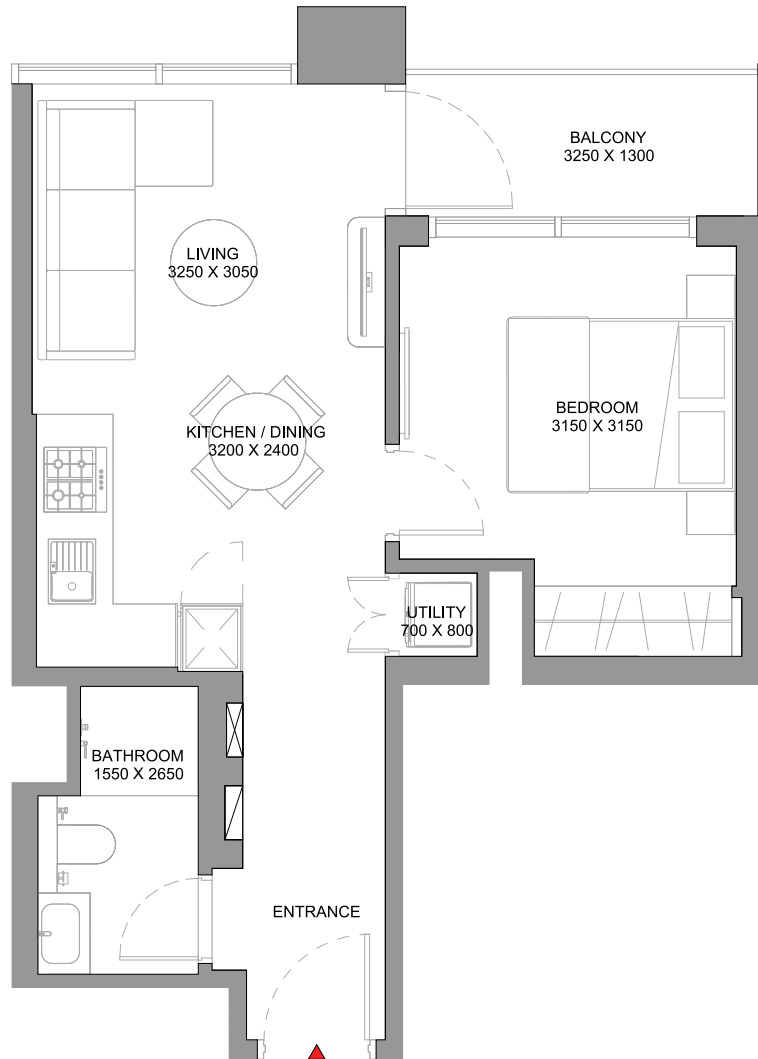 BALCONY
3250 X 1300
LIVING
3250 X 3050
BEDROOM
3150 X 3150
KITCHEN / DINING
3200 X 2400
UTILITY
700 X 800
BATHROOM
1550 X 2650
ENTRANCE